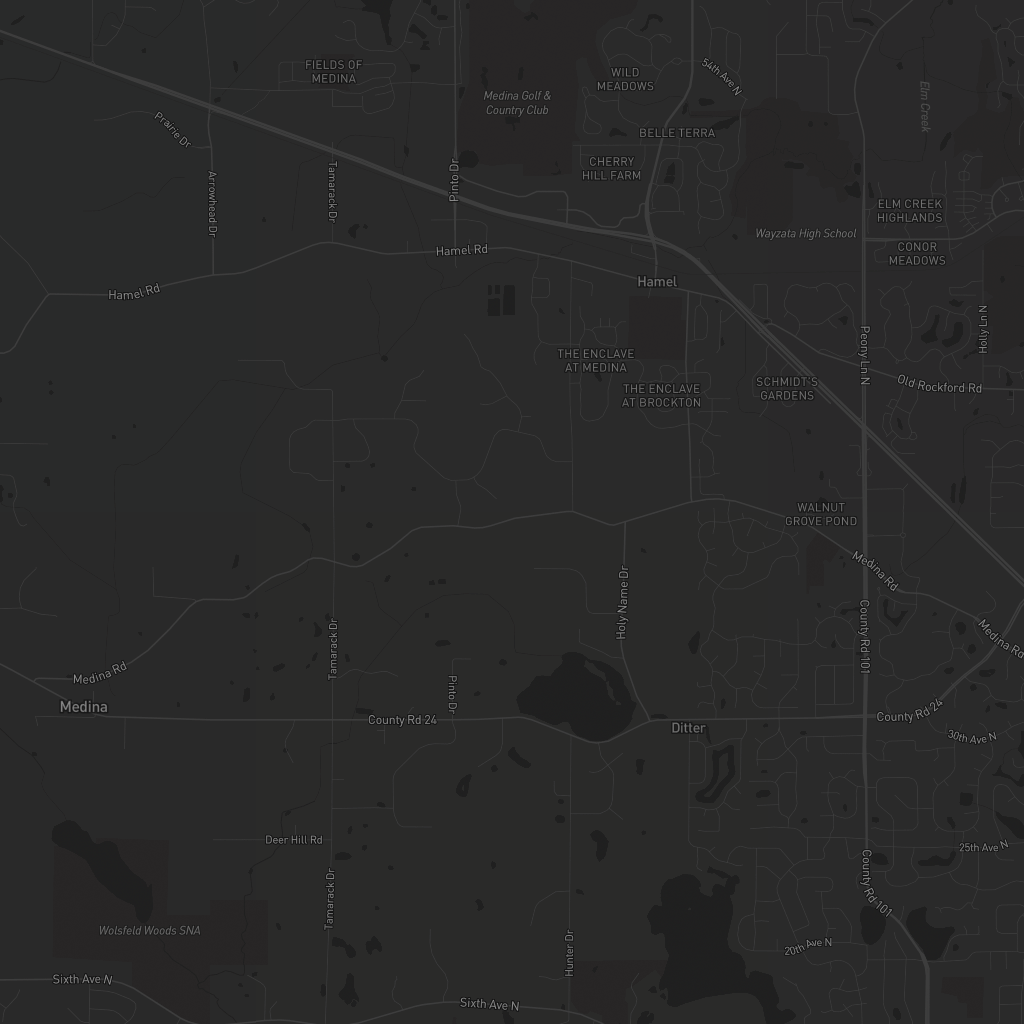 FIELDS OF
MEDINA
WILD
MEADOWS
54th Ave N
Medina Golf &
Country Club
Elm Creek
Prairie Dr
BELLE TERRA
CHERRY
HILL FARM
Tamarack Dr
Pinto Dr
Arrowhead Dr
ELM CREEK
HIGHLANDS
Wayzata High School
CONOR
MEADOWS
Hamel Rd
Hamel
Hamel Rd
Holly Ln N
Peony Ln N
THE ENCLAVE
AT MEDINA
THE ENCLAVE
AT BROCKTON
SCHMIDT'S
GARDENS
Old Rockford Rd
WALNUT
GROVE POND
Medina Rd
Holy Name Dr
County Rd 101
Medina Rd
Tamarack Dr
Medina Rd
Pinto Dr
Medina
County Rd 24
Ditter
County Rd 24
30th Ave N
Deer Hill Rd
25th Ave N
Tamarack Dr
County Rd 101
Wolsfeld Woods SNA
Hunter Dr
20th Ave N
Sixth Ave N
Sixth Ave N